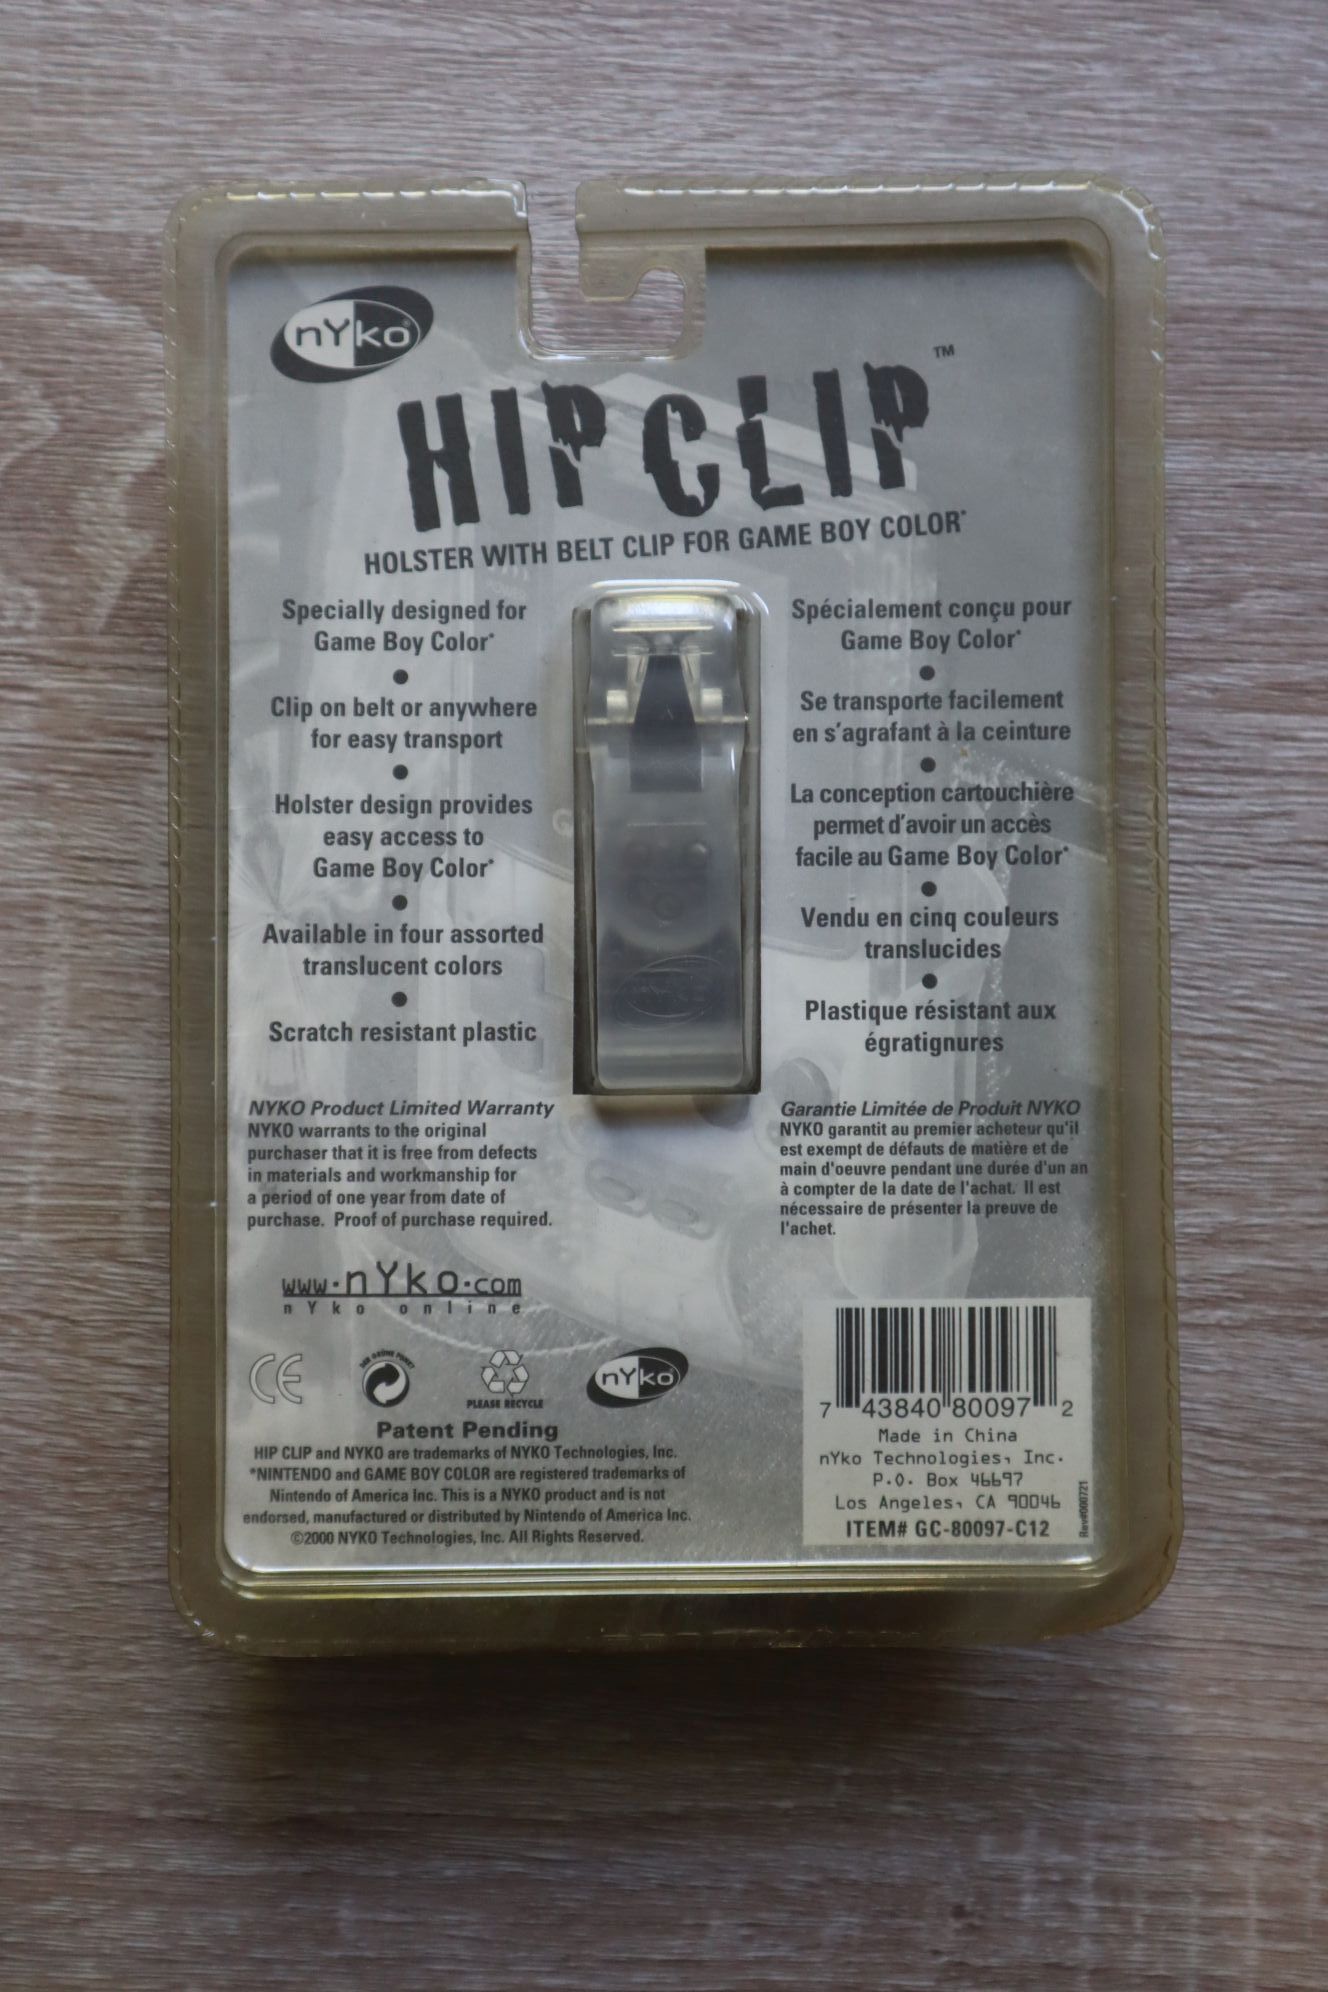 nYko®
HIP CLIP™
HOLSTER WITH BELT CLIP FOR GAME BOY COLOR*
Specially designed for
Game Boy Color*
•
Clip on belt or anywhere
for easy transport
•
Holster design provides
easy access to
Game Boy Color*
•
Available in four assorted
translucent colors
•
Scratch resistant plastic
Spécialement conçu pour
Game Boy Color*
•
Se transporte facilement
en s'agrafant à la ceinture
•
La conception cartouchière
permet d'avoir un accès
facile au Game Boy Color*
•
Vendu en cinq couleurs
translucides
•
Plastique résistant aux
égratignures
NYKO Product Limited Warranty
NYKO warrants to the original
purchaser that it is free from defects
in materials and workmanship for
a period of one year from date of
purchase. Proof of purchase required.
Garantie Limitée de Produit NYKO
NYKO garantit au premier acheteur qu'il
est exempt de défauts de matière et de
main d'oeuvre pendant une durée d'un an
à compter de la date de l'achat. Il est
nécessaire de présenter la preuve de
l'achet.
www.nYko.com
nYko online
CE
DER GRÜNE PUNKT
PLEASE RECYCLE
nYko®
Patent Pending
HIP CLIP and NYKO are trademarks of NYKO Technologies, Inc.
*NINTENDO and GAME BOY COLOR are registered trademarks of
Nintendo of America Inc. This is a NYKO product and is not
endorsed, manufactured or distributed by Nintendo of America Inc.
©2000 NYKO Technologies, Inc. All Rights Reserved.
7 43840 80097 2
Made in China
nYko Technologies, Inc.
P.O. Box 46697
Los Angeles, CA 90046
ITEM# GC-80097-C12
Rev#000721